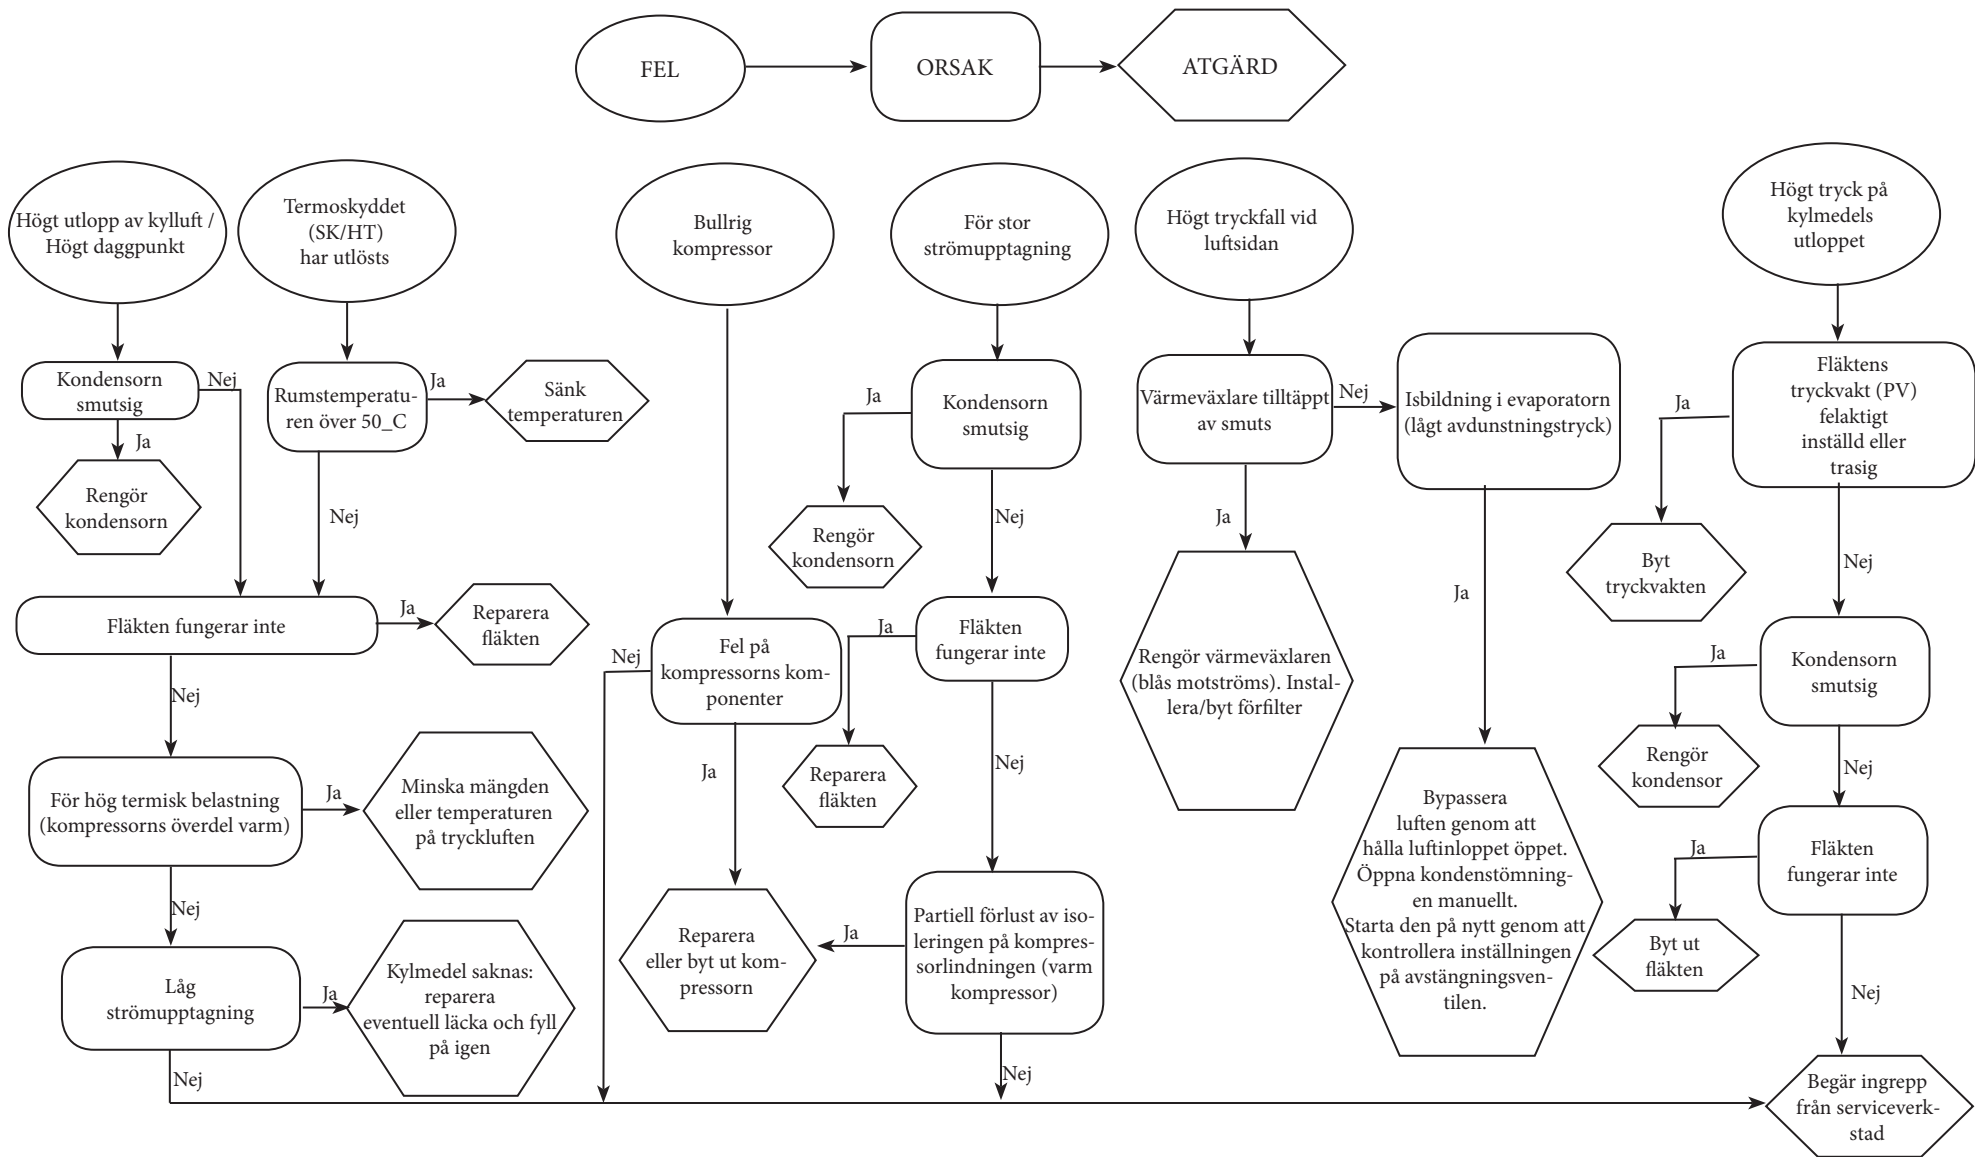 FEL
ORSAK
ATGÄRD
Högt utlopp av kylluft /
Högt daggpunkt
Kondensorn
smutsig
Nej
Ja
Rengör
kondensorn
Termoskyddet
(SK/HT)
har utlösts
Rumstemperatu-
ren över 50_C
Ja
Sänk
temperaturen
Nej
Fläkten fungerar inte
Ja
Reparera
fläkten
Nej
För hög termisk belastning
(kompressorns överdel varm)
Ja
Minska mängden
eller temperaturen
på tryckluften
Nej
Låg
strömupptagning
Ja
Kylmedel saknas:
reparera
eventuell läcka och fyll
på igen
Nej
Bullrig
kompressor
Fel på
kompressorns kom-
ponenter
Nej
Ja
Reparera
eller byt ut kom-
pressorn
För stor
strömupptagning
Kondensorn
smutsig
Ja
Rengör
kondensorn
Nej
Fläkten
fungerar inte
Ja
Reparera
fläkten
Nej
Partiell förlust av iso-
leringen på kompres-
sorlindningen (varm
kompressor)
Ja
Nej
Högt tryckfall vid
luftsidan
Värmeväxlare tilltäppt
av smuts
Nej
Ja
Rengör värmeväxlaren
(blås motströms). Instal-
lera/byt förfilter
Isbildning i evaporatorn
(lågt avdunstningstryck)
Ja
Bypassera
luften genom att
hålla luftinloppet öppet.
Öppna kondenstömning-
en manuellt.
Starta den på nytt genom att
kontrollera inställningen
på avstängningsven-
tilen.
Högt tryck på
kylmedels
utloppet
Fläktens
tryckvakt (PV)
felaktigt
inställd eller
trasig
Ja
Byt
tryckvakten
Nej
Kondensorn
smutsig
Ja
Rengör
kondensor
Nej
Fläkten
fungerar inte
Ja
Byt ut
fläkten
Nej
Begär ingrepp
från serviceverk-
stad